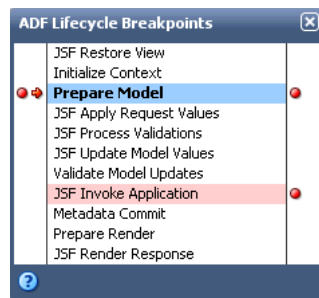 ADF Lifecycle Breakpoints
JSF Restore View
Initialize Context
Prepare Model
JSF Apply Request Values
JSF Process Validations
JSF Update Model Values
Validate Model Updates
JSF Invoke Application
Metadata Commit
Prepare Render
JSF Render Response
?